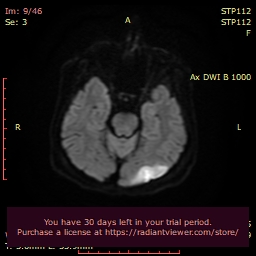 Im: 9/46
Se: 3
A
STP112
STP112
F
Ax DWI B 1000
R
L
You have 30 days left in your trial period.
Purchase a license at https://radiantviewer.com/store/